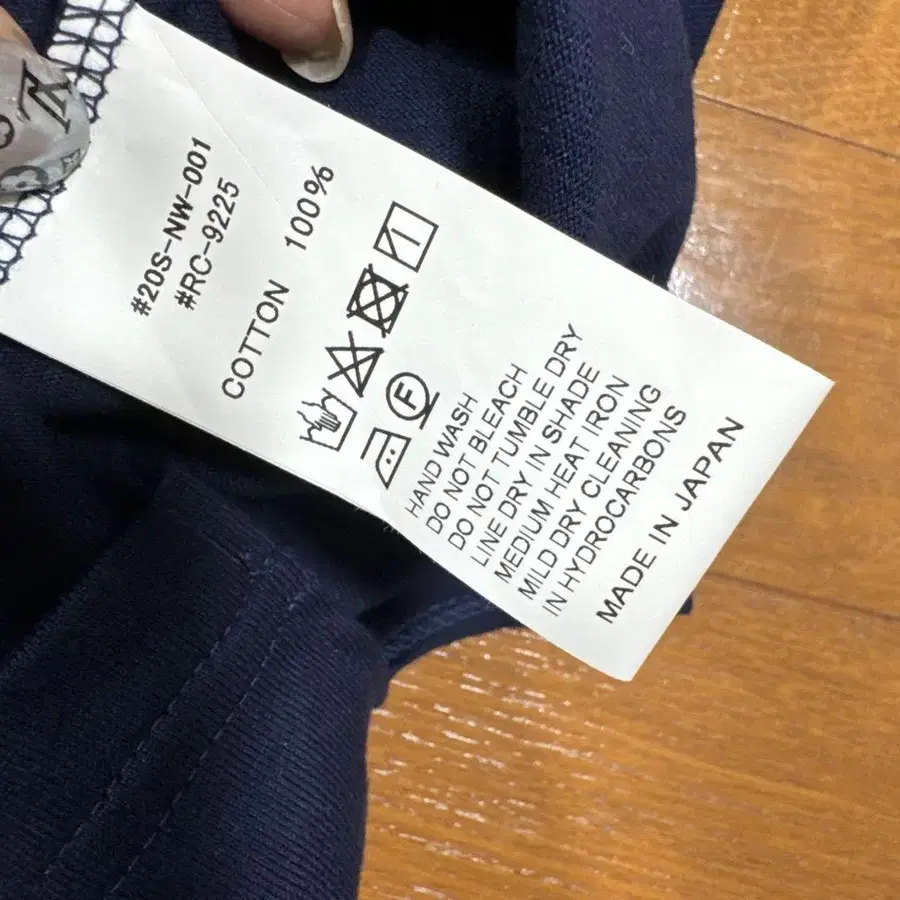 #20S-NW-001
#RC-9225
COTTON 100%
F
HAND WASH
DO NOT BLEACH
DO NOT TUMBLE DRY
LINE DRY IN SHADE
MEDIUM HEAT IRON
MILD DRY CLEANING
IN HYDROCARBONS
MADE IN JAPAN